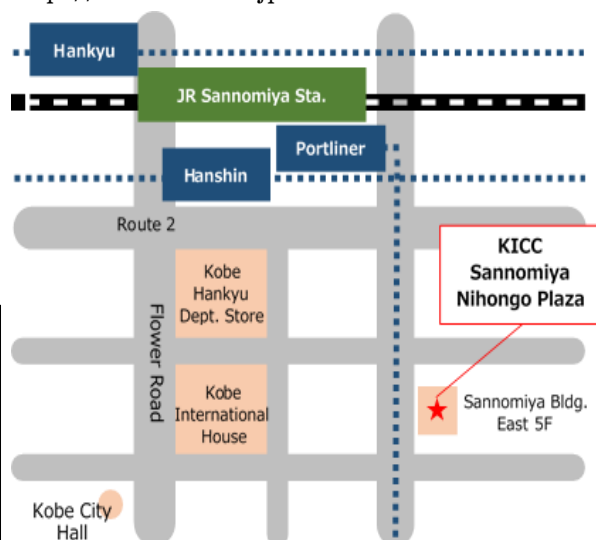 Hankyu
JR Sannomiya Sta.
Portliner
Hanshin
Route 2
KICC
Sannomiya
Nihongo Plaza
Kobe
Hankyu
Dept. Store
Flower Road
Kobe
International
House
Sannomiya Bldg.
East 5F
Kobe City
Hall